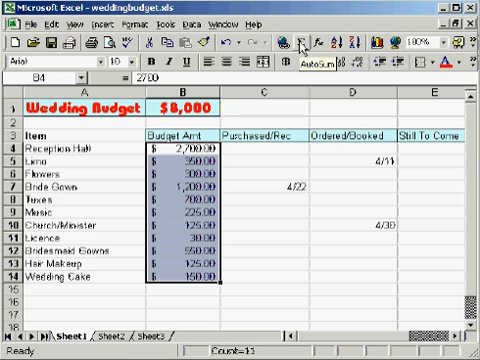 Microsoft Excel - weddingbudget.xls
File Edit View Insert Format Tools Data Window Help
100%
AutoSum
Arial 10 B I U
B4 = 2700
A B C D E
1 Wedding Budget $8,000
2
3 Item Budget Amt Purchased/Rec Ordered/Booked Still To Come
4 Reception Hall $ 2,700.00
5 Limo $ 350.00 4/11
6 Flowers $ 300.00
7 Bride Gown $ 1,200.00 4/22
8 Tuxes $ 700.00
9 Music $ 225.00
10 Church/Minister $ 125.00 4/30
11 Licence $ 30.00
12 Bridesmaid Gowns $ 550.00
13 Hair Makeup $ 125.00
14 Wedding Cake $ 150.00
15
16
17
18
Sheet1 Sheet2 Sheet3
Ready Count=11